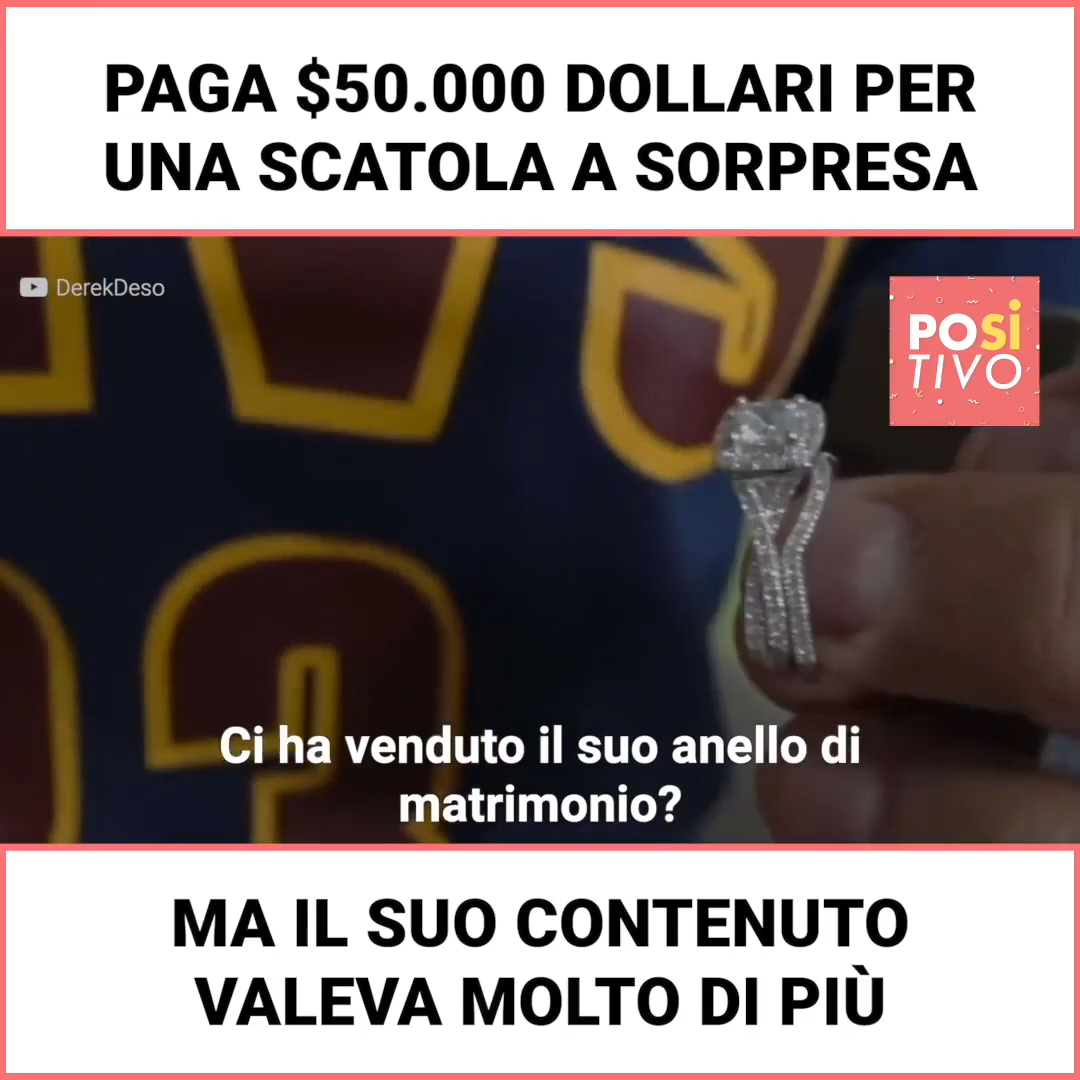 PAGA $50.000 DOLLARI PER
UNA SCATOLA A SORPRESA
DerekDeso
POSi
TIVO
Ci ha venduto il suo anello di
matrimonio?
MA IL SUO CONTENUTO
VALEVA MOLTO DI PIÙ